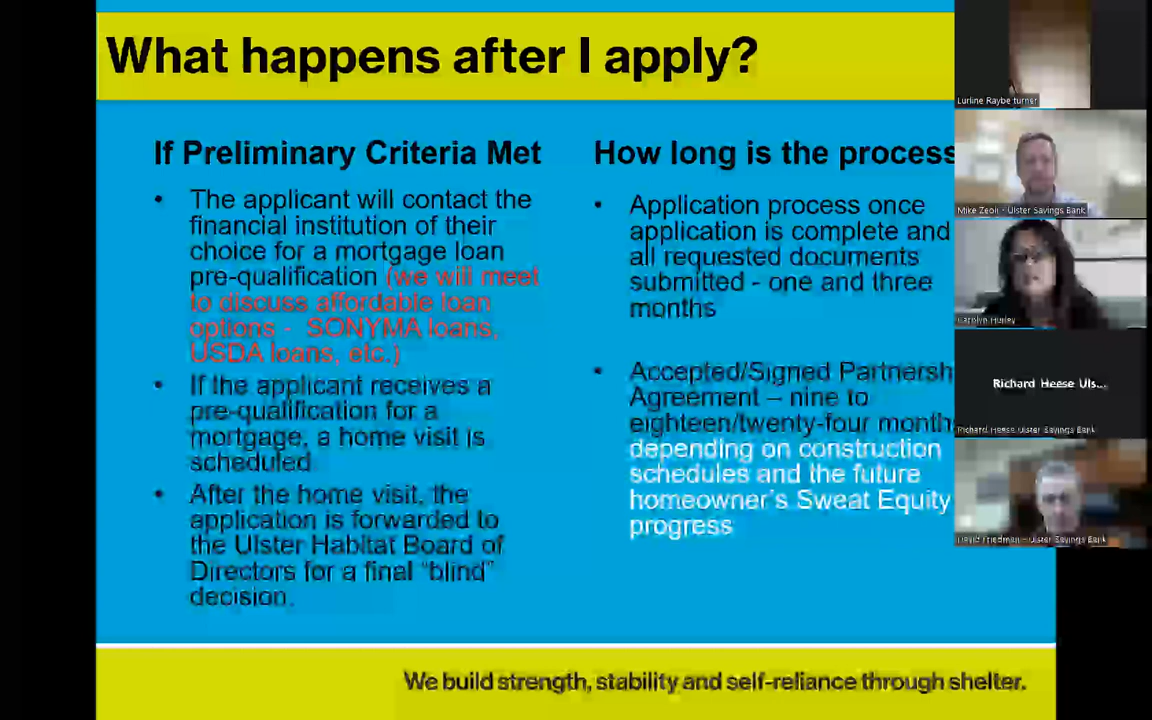 What happens after I apply?
If Preliminary Criteria Met
• The applicant will contact the
financial institution of their
choice for a mortgage loan
pre-qualification (we will meet
to discuss affordable loan
options - SONYMA loans,
USDA loans, etc.)
• If the applicant receives a
pre-qualification for a
mortgage, a home visit is
scheduled
• After the home visit, the
application is forwarded to
the Ulster Habitat Board of
Directors for a final "blind"
decision.
How long is the process
• Application process once
application is complete and
all requested documents
submitted - one and three
months
• Accepted/Signed Partnersh
Agreement – nine to
eighteen/twenty-four month
depending on construction
schedules and the future
homeowner's Sweat Equity
progress
We build strength, stability and self-reliance through shelter.
Lurline Raybe turner
Mike Zeoli - Ulster Savings Bank
Carolyn Hurley
Richard Heese Uls...
Richard Heese Ulster Savings Bank
David Friedman - Ulster Savings Bank